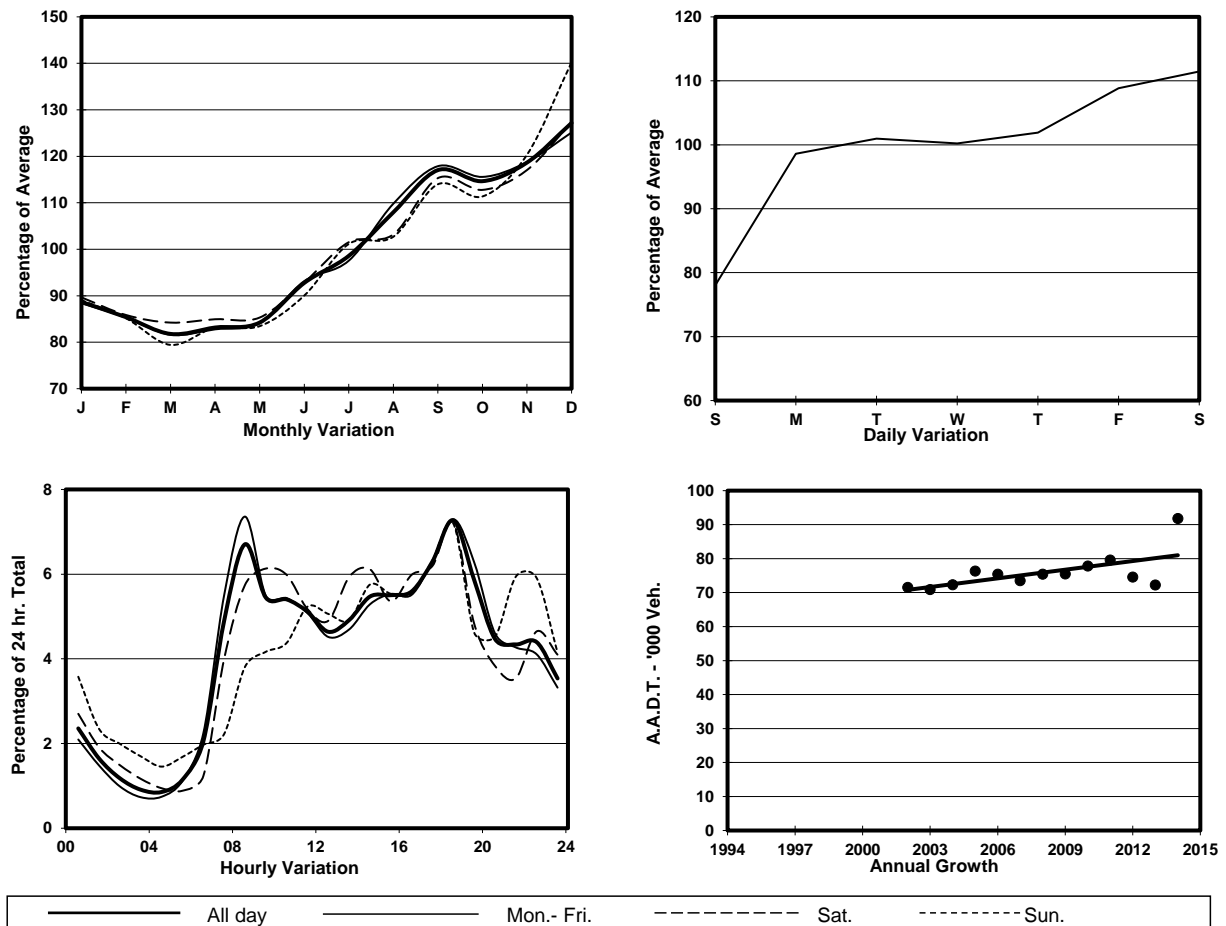 150
140
130
120
110
100
90
80
70
Percentage of Average
J F M A M J J A S O N D
Monthly Variation
120
110
100
90
80
70
60
Percentage of Average
S M T W T F S
Daily Variation
8
6
4
2
0
Percentage of 24 hr. Total
00 04 08 12 16 20 24
Hourly Variation
100
90
80
70
60
50
40
30
20
10
0
A.A.D.T. - '000 Veh.
1994 1997 2000 2003 2006 2009 2012 2015
Annual Growth
All day Mon.- Fri. Sat. Sun.